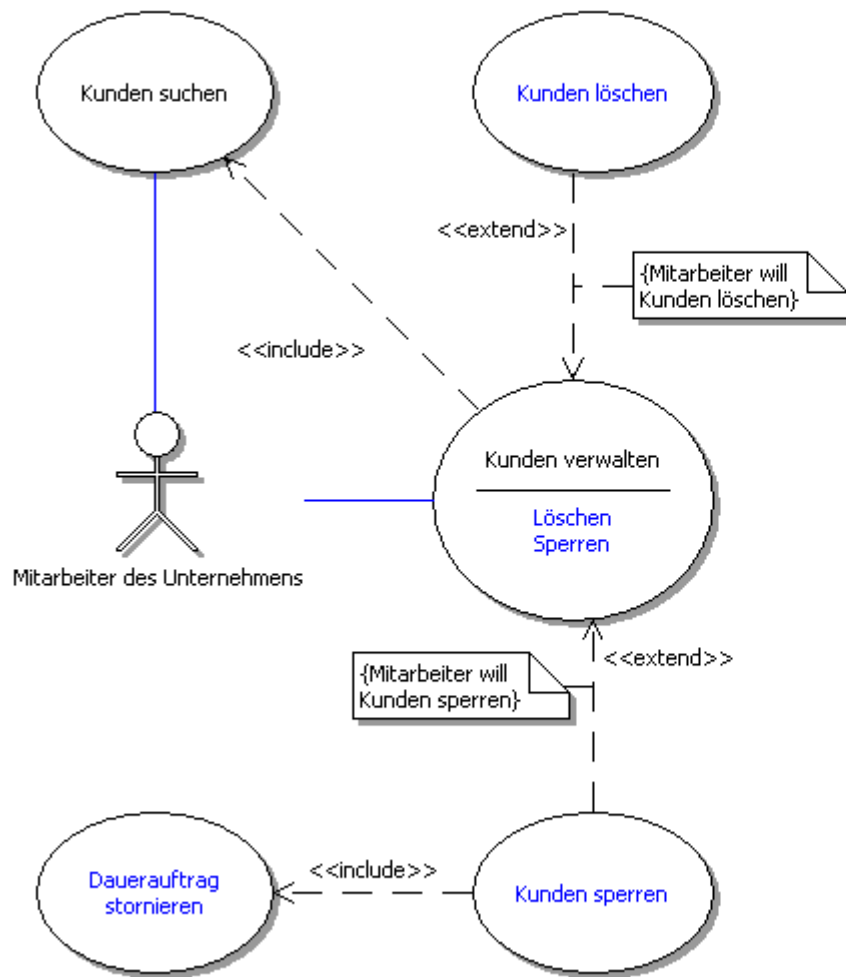 Kunden suchen
Kunden löschen
<<extend>>
{Mitarbeiter will
Kunden löschen}
<<include>>
Kunden verwalten
Löschen
Sperren
Mitarbeiter des Unternehmens
<<extend>>
{Mitarbeiter will
Kunden sperren}
<<include>>
Dauerauftrag
stornieren
Kunden sperren